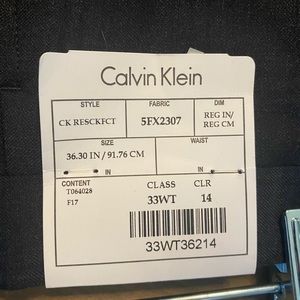 Calvin Klein
STYLE FABRIC DIM
CK RESCKFCT 5FX2307 REG IN/
REG CM
SIZE WAIST
36.30 IN / 91.76 CM
IN IN
CONTENT CLASS CLR
T064028 33WT 14
F17
33WT36214